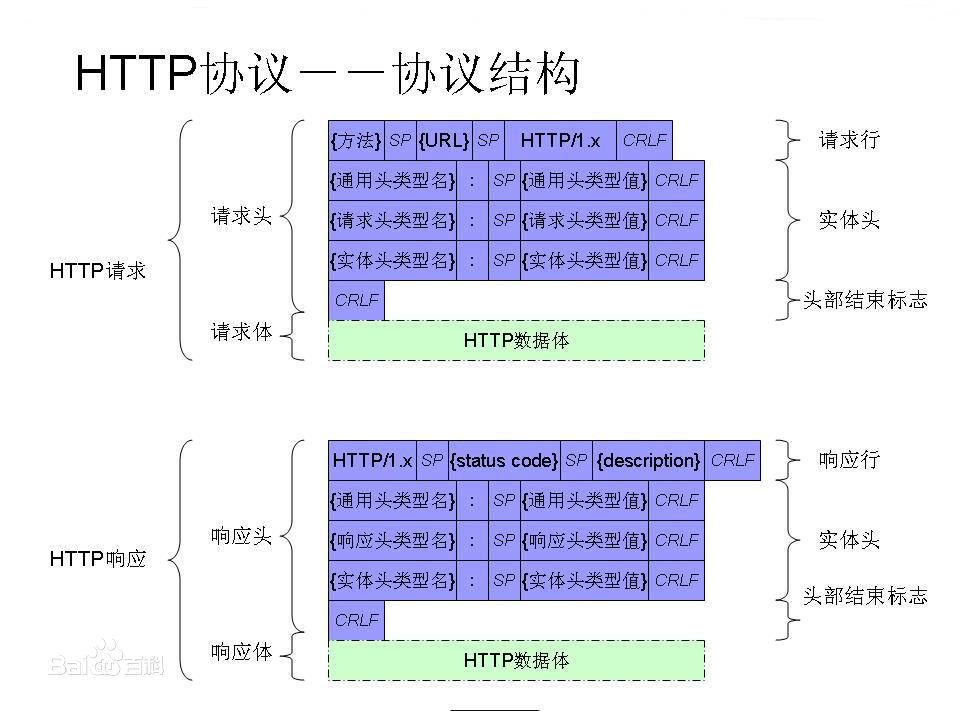 HTTP协议－－协议结构
{方法} SP {URL} SP HTTP/1.x CRLF 请求行
{通用头类型名} : SP {通用头类型值} CRLF
请求头 {请求头类型名} : SP {请求头类型值} CRLF 实体头
{实体头类型名} : SP {实体头类型值} CRLF
HTTP请求
CRLF 头部结束标志
请求体 HTTP数据体
HTTP/1.x SP {status code} SP {description} CRLF 响应行
{通用头类型名} : SP {通用头类型值} CRLF
响应头 {响应头类型名} : SP {响应头类型值} CRLF 实体头
HTTP响应
{实体头类型名} : SP {实体头类型值} CRLF
头部结束标志
CRLF
响应体 HTTP数据体
Bai百科